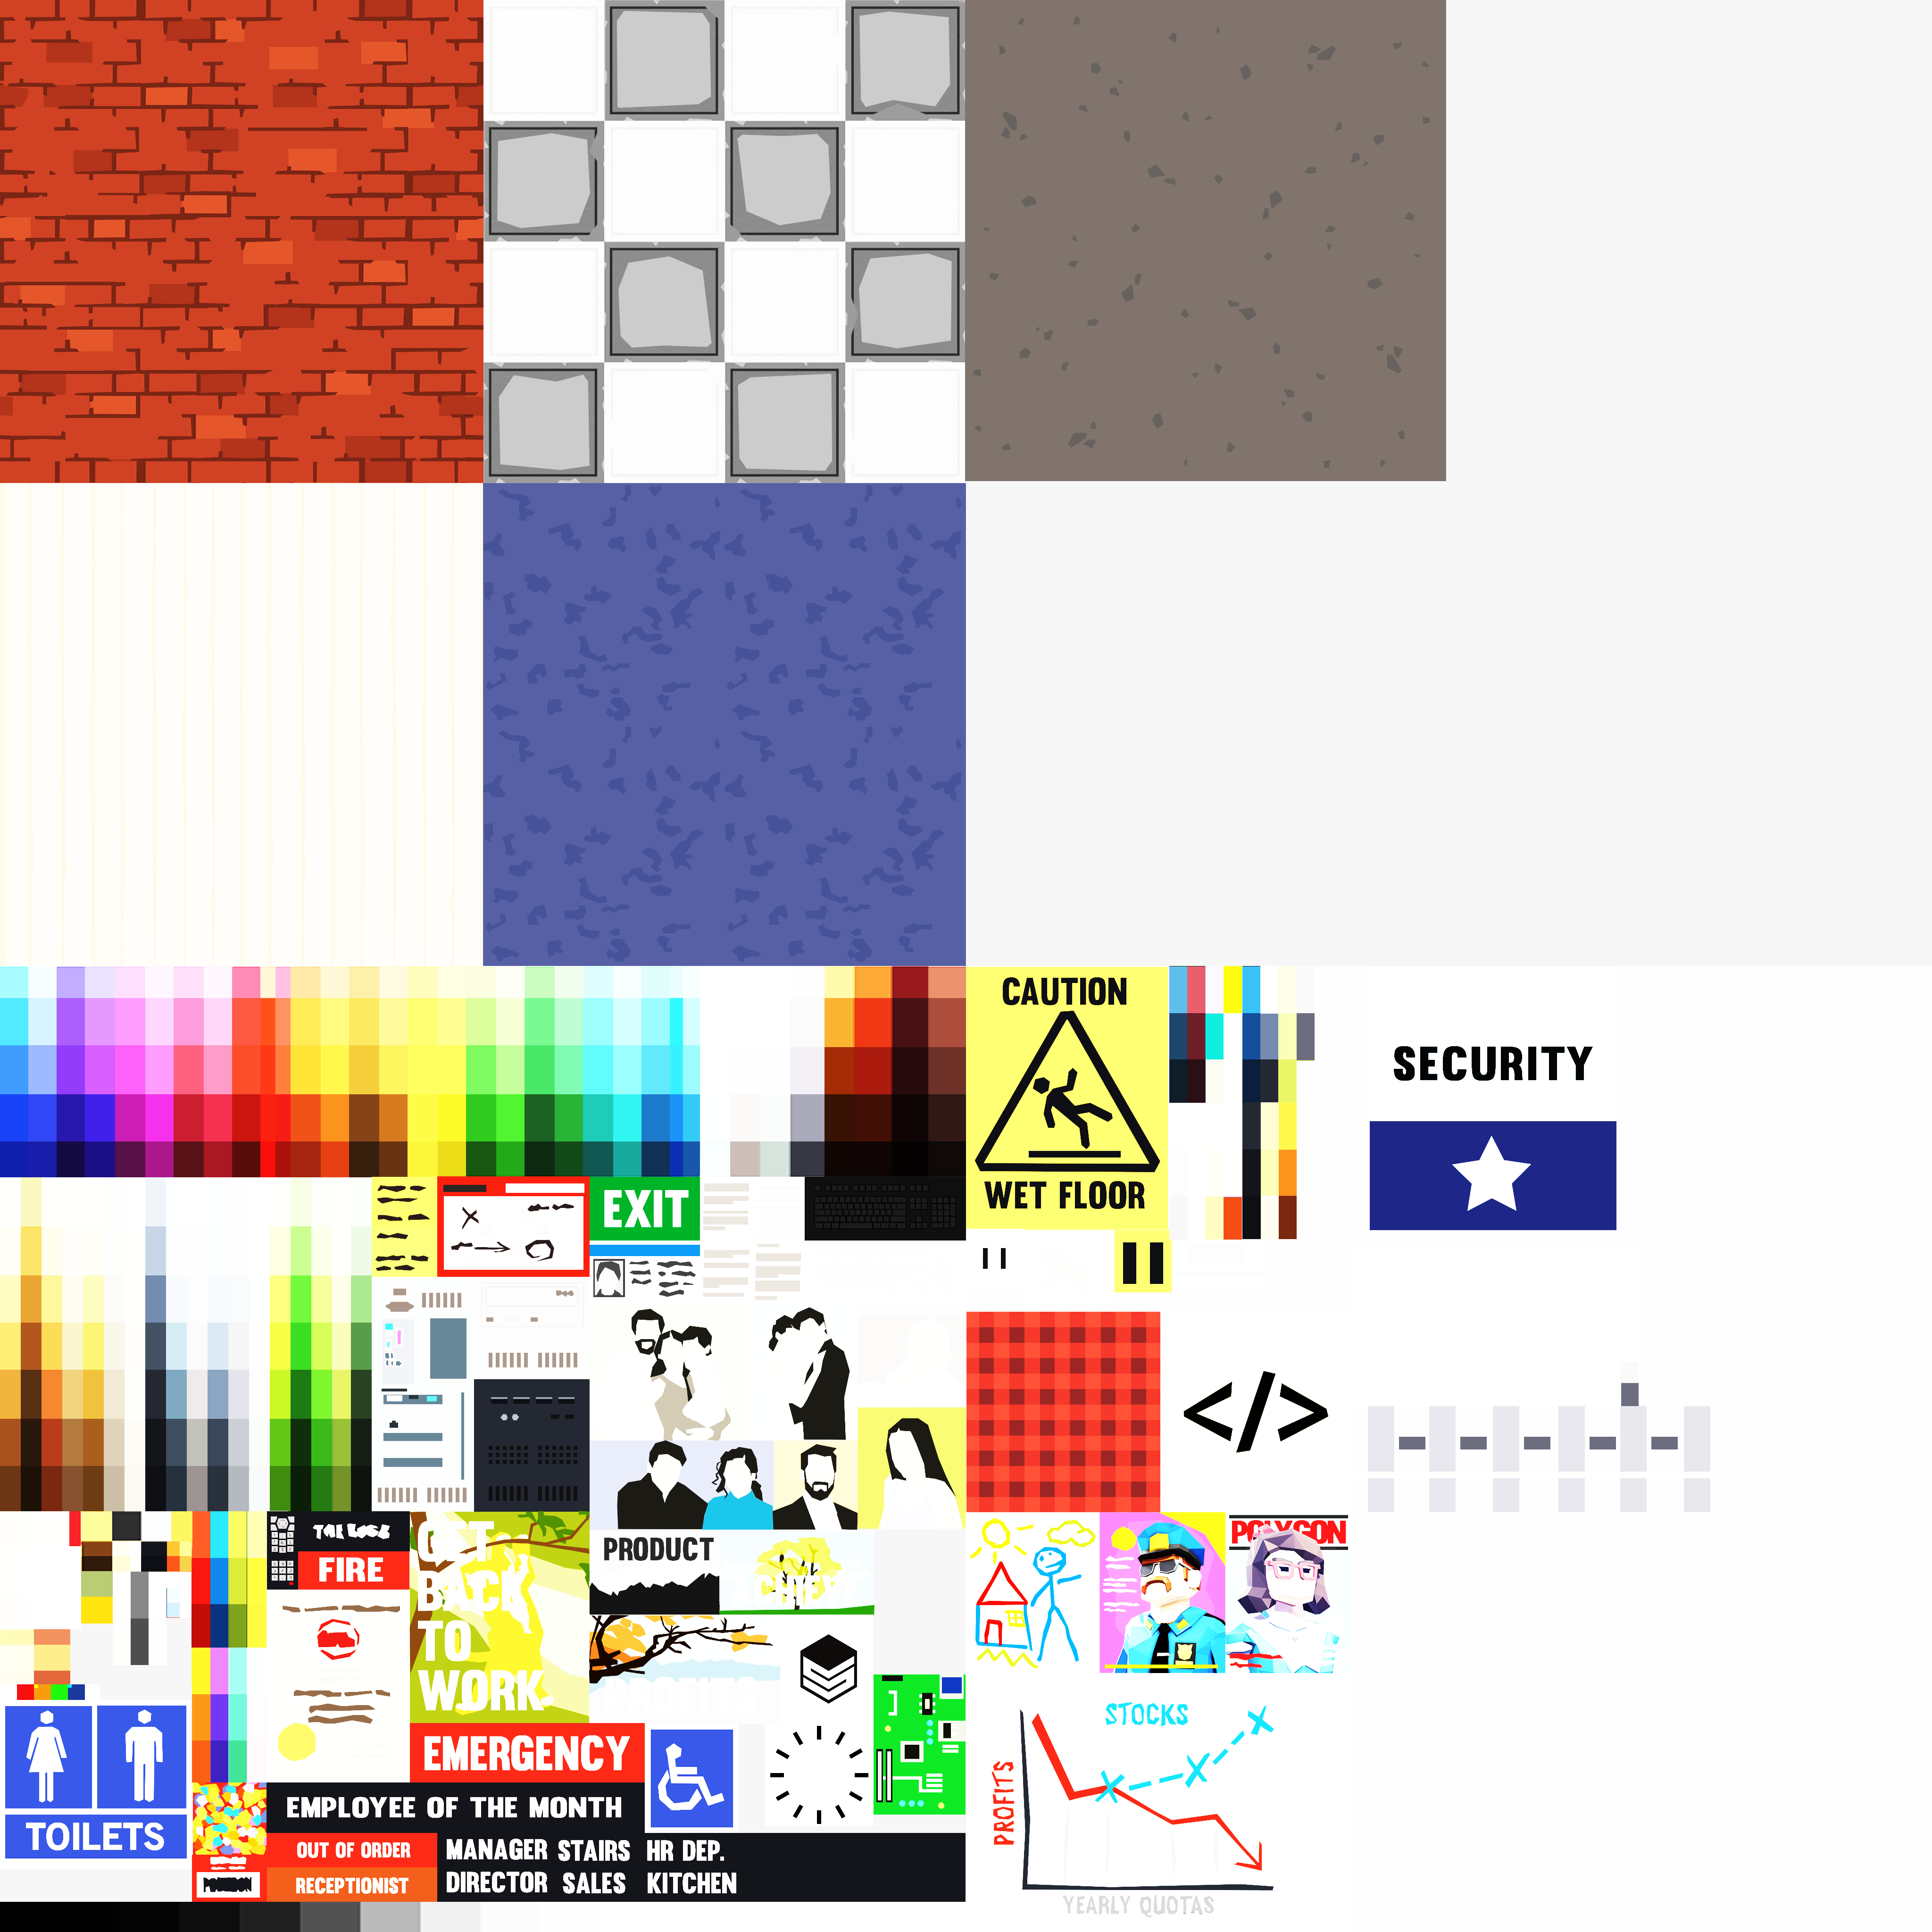 CAUTION
WET FLOOR
SECURITY
EXIT
</>
FIRE
GET
BACK
TO
WORK.
PRODUCT
POLYGON
STOCKS
PROFITS
YEARLY QUOTAS
EMERGENCY
EMPLOYEE OF THE MONTH
TOILETS
OUT OF ORDER
RECEPTIONIST
MANAGER STAIRS HR DEP.
DIRECTOR SALES KITCHEN